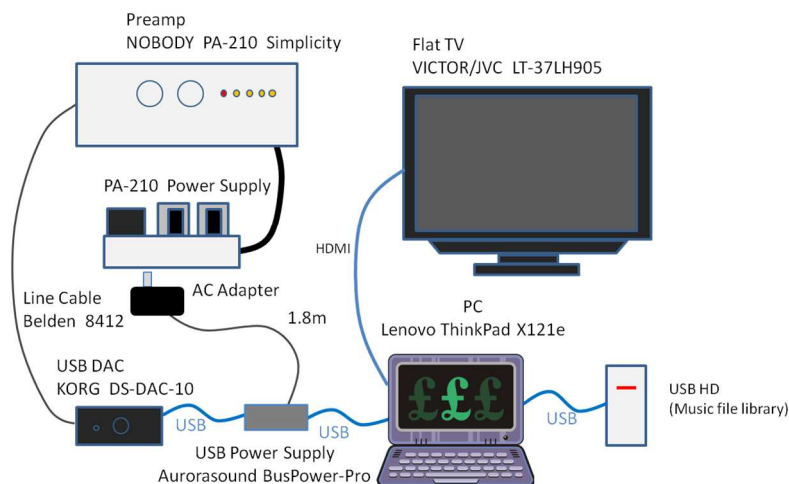 Preamp
NOBODY PA-210 Simplicity
Flat TV
VICTOR/JVC LT-37LH905
PA-210 Power Supply
HDMI
AC Adapter
Line Cable
Belden 8412
1.8m
PC
Lenovo ThinkPad X121e
USB DAC
KORG DS-DAC-10
£££
USB HD
(Music file library)
USB
USB
USB
USB Power Supply
Aurorasound BusPower-Pro